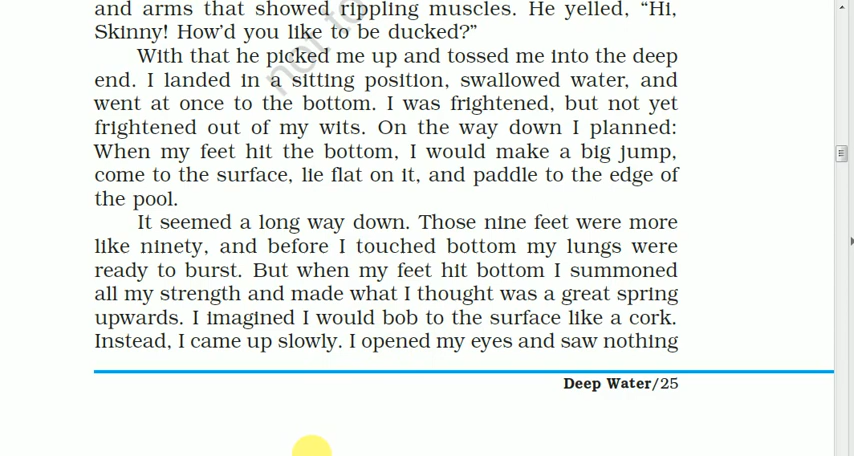 and arms that showed rippling muscles. He yelled, “Hi,
Skinny! How’d you like to be ducked?”
With that he picked me up and tossed me into the deep
end. I landed in a sitting position, swallowed water, and
went at once to the bottom. I was frightened, but not yet
frightened out of my wits. On the way down I planned:
When my feet hit the bottom, I would make a big jump,
come to the surface, lie flat on it, and paddle to the edge of
the pool.
It seemed a long way down. Those nine feet were more
like ninety, and before I touched bottom my lungs were
ready to burst. But when my feet hit bottom I summoned
all my strength and made what I thought was a great spring
upwards. I imagined I would bob to the surface like a cork.
Instead, I came up slowly. I opened my eyes and saw nothing
Deep Water/25
not to